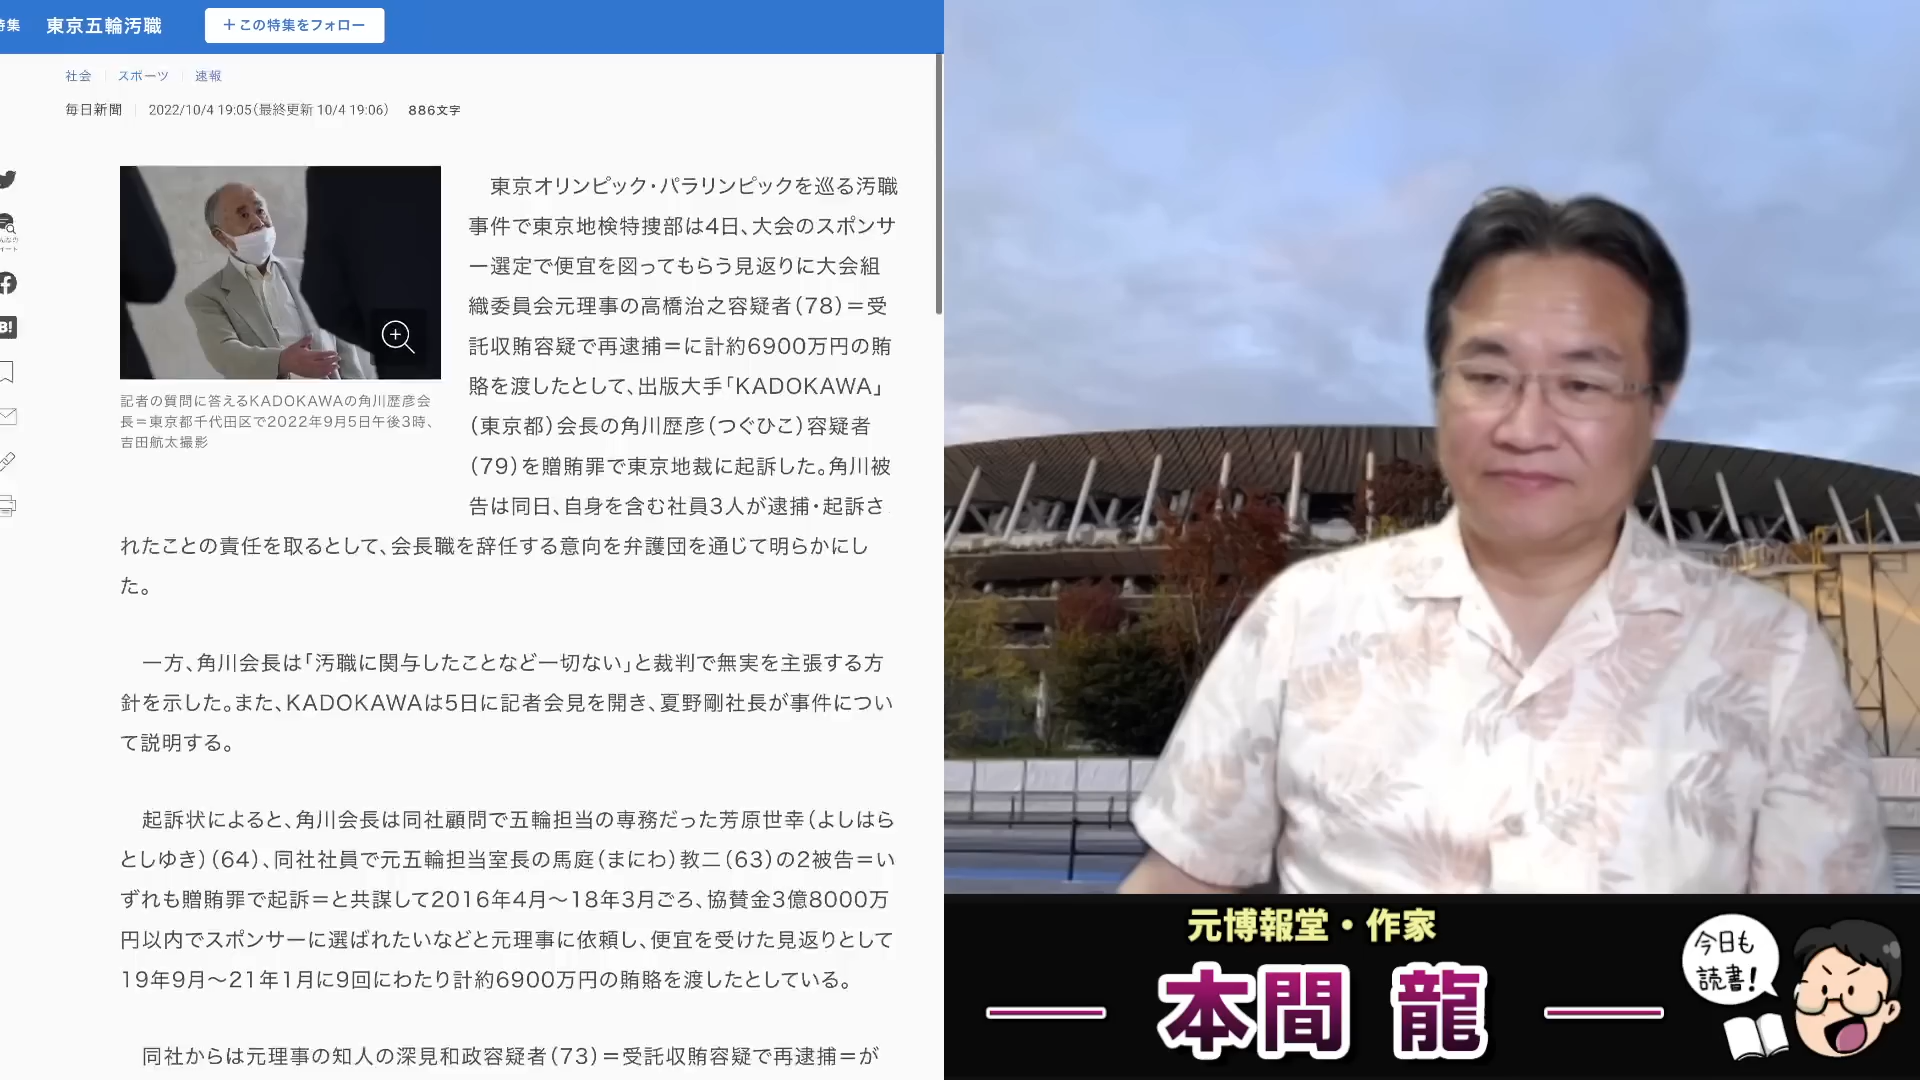 特集
東京五輪汚職
＋この特集をフォロー
社会
スポーツ
速報
毎日新聞
2022/10/4 19:05（最終更新 10/4 19:06）
886文字
B!
記者の質問に答えるKADOKAWAの角川歴彦会
長＝東京都千代田区で2022年9月5日午後3時、
吉田航太撮影
東京オリンピック・パラリンピックを巡る汚職
事件で東京地検特捜部は4日、大会のスポンサ
ー選定で便宜を図ってもらう見返りに大会組
織委員会元理事の高橋治之容疑者（78）＝受
託収賄容疑で再逮捕＝に計約6900万円の賄
賂を渡したとして、出版大手「KADOKAWA」
（東京都）会長の角川歴彦（つぐひこ）容疑者
（79）を贈賄罪で東京地裁に起訴した。角川被
告は同日、自身を含む社員3人が逮捕・起訴さ
れたことの責任を取るとして、会長職を辞任する意向を弁護団を通じて明らかにし
た。
一方、角川会長は「汚職に関与したことなど一切ない」と裁判で無実を主張する方
針を示した。また、KADOKAWAは5日に記者会見を開き、夏野剛社長が事件につい
て説明する。
起訴状によると、角川会長は同社顧問で五輪担当の専務だった芳原世幸（よしはら
としゆき）（64）、同社社員で元五輪担当室長の馬庭（まにわ）教二（63）の2被告＝い
ずれも贈賄罪で起訴＝と共謀して2016年4月～18年3月ごろ、協賛金3億8000万
円以内でスポンサーに選ばれたいなどと元理事に依頼し、便宜を受けた見返りとして
19年9月～21年1月に9回にわたり計約6900万円の賄賂を渡したとしている。
同社からは元理事の知人の深見和政容疑者（73）＝受託収賄容疑で再逮捕＝が
元博報堂・作家
本間 龍
今日も
読書!